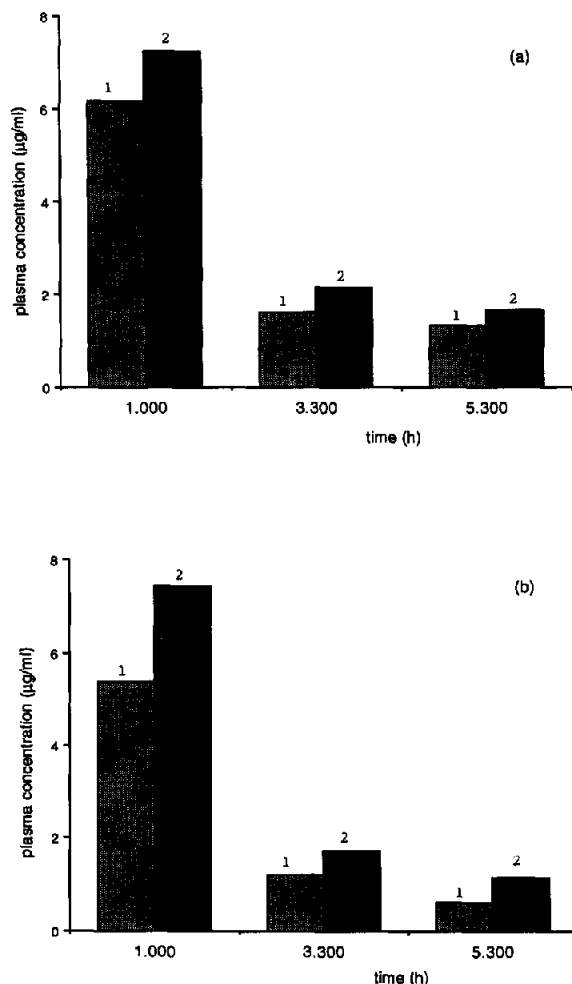 8
2
(a)
1
6
plasma concentration (µg/ml)
4
2
2
1
2
1
0
1.000 3.300 5.300
time (h)
8
2
(b)
1
6
plasma concentration (µg/ml)
4
2
2
1
2
1
0
1.000 3.300 5.300
time (h)